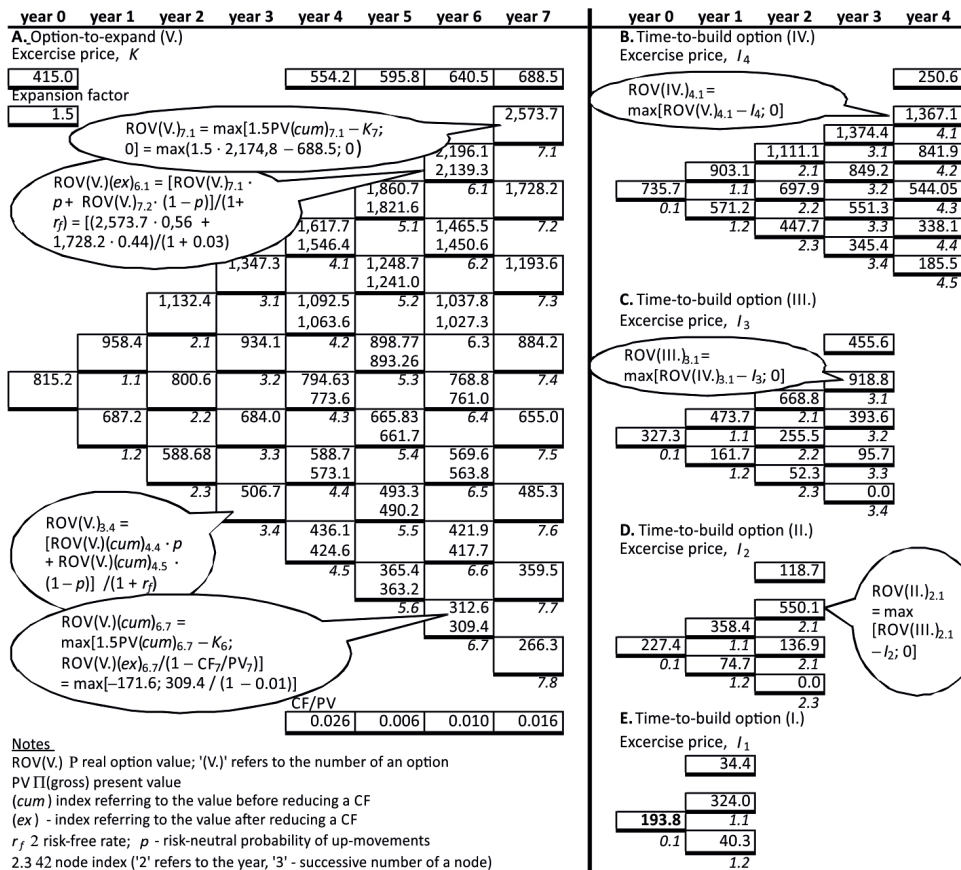 year 0 year 1 year 2 year 3 year 4 year 5 year 6 year 7
A. Option-to-expand (V.)
Excercise price, K
415.0 554.2 595.8 640.5 688.5
Expansion factor
1.5 2,573.7
ROV(V.)7.1 = max[1.5PV(cum)7.1 – K7;
0] = max(1.5 · 2,174,8 – 688.5; 0)
2,196.1 7.1
2,139.3
ROV(V.)(ex)6.1 = [ROV(V.)7.1 ·
p+ ROV(V.)7.2· (1 – p)]/(1+
rf) = [(2,573.7 · 0,56 +
1,728.2 · 0.44)/(1 + 0.03)
1,860.7 6.1 1,728.2
1,821.6
1,617.7 5.1 1,465.5 7.2
1,546.4 1,450.6
1,347.3 4.1 1,248.7 6.2 1,193.6
1,241.0
1,132.4 3.1 1,092.5 5.2 1,037.8 7.3
1,063.6 1,027.3
958.4 2.1 934.1 4.2 898.77 6.3 884.2
893.26
815.2 1.1 800.6 3.2 794.63 5.3 768.8 7.4
773.6 761.0
687.2 2.2 684.0 4.3 665.83 6.4 655.0
661.7
1.2 588.68 3.3 588.7 5.4 569.6 7.5
573.1 563.8
2.3 506.7 4.4 493.3 6.5 485.3
490.2
ROV(V.)3.4 =
[ROV(V.)(cum)4.4 · p
+ ROV(V.)(cum)4.5 ·
(1 – p)] /(1 + rf)
3.4 436.1 5.5 421.9 7.6
424.6 417.7
4.5 365.4 6.6 359.5
363.2
5.6 312.6 7.7
309.4
6.7 266.3
7.8
ROV(V.)(cum)6.7 =
max[1.5PV(cum)6.7 – K6;
ROV(V.)(ex)6.7/(1 – CF7/PV7)]
= max[–171.6; 309.4 / (1 – 0.01)]
CF/PV
0.026 0.006 0.010 0.016
Notes
ROV(V.) P real option value; '(V.)' refers to the number of an option
PV Π(gross) present value
(cum) index referring to the value before reducing a CF
(ex) - index referring to the value after reducing a CF
rf 2 risk-free rate; p - risk-neutral probability of up-movements
2.3 42 node index ('2' refers to the year, '3' - successive number of a node)
year 0 year 1 year 2 year 3 year 4
B. Time-to-build option (IV.)
Excercise price, I4
250.6
ROV(IV.)4.1=
max[ROV(V.)4.1 – I4; 0]
1,367.1
1,374.4 4.1
1,111.1 3.1 841.9
903.1 2.1 849.2 4.2
735.7 1.1 697.9 3.2 544.05
0.1 571.2 2.2 551.3 4.3
1.2 447.7 3.3 338.1
2.3 345.4 4.4
3.4 185.5
4.5
C. Time-to-build option (III.)
Excercise price, I3
455.6
ROV(III.)3.1=
max[ROV(IV.)3.1 – I3; 0]
918.8
668.8 3.1
473.7 2.1 393.6
327.3 1.1 255.5 3.2
0.1 161.7 2.2 95.7
1.2 52.3 3.3
2.3 0.0
3.4
D. Time-to-build option (II.)
Excercise price, I2
118.7
ROV(II.)2.1
= max
[ROV(III.)2.1
–I2; 0]
550.1
358.4 2.1
227.4 1.1 136.9
0.1 74.7 2.1
1.2 0.0
2.3
E. Time-to-build option (I.)
Excercise price, I1
34.4
324.0
193.8 1.1
0.1 40.3
1.2